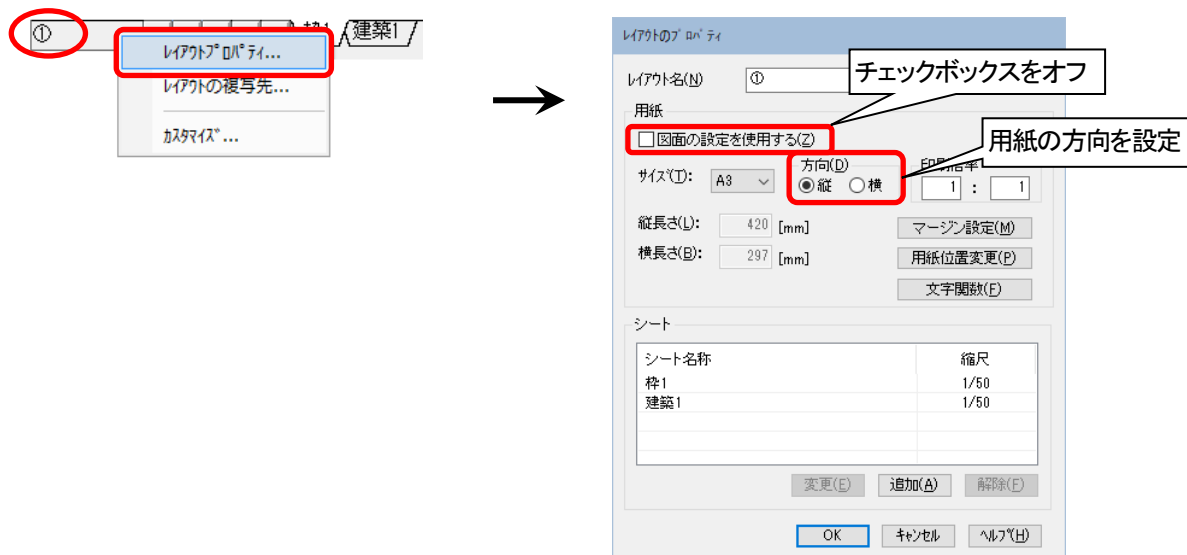 ①
建築1
ﾚｲｱｳﾄﾌﾟﾛﾊﾟﾃｨ...
ﾚｲｱｳﾄの複写先...
ｶｽﾀﾏｲｽﾞ...
ﾚｲｱｳﾄのﾌﾟﾛﾊﾟﾃｨ
チェックボックスをオフ
ﾚｲｱｳﾄ名(N) ①
用紙
図面の設定を使用する(Z)
用紙の方向を設定
ｻｲｽﾞ(T): A3
方向(D)
縦 横
1 : 1
縦長さ(L): 420 [mm]
横長さ(B): 297 [mm]
マージン設定(M)
用紙位置変更(P)
文字関数(F)
シート
シート名称 縮尺
枠1 1/50
建築1 1/50
変更(E) 追加(A) 解除(F)
OK ｷｬﾝｾﾙ ﾍﾙﾌﾟ(H)